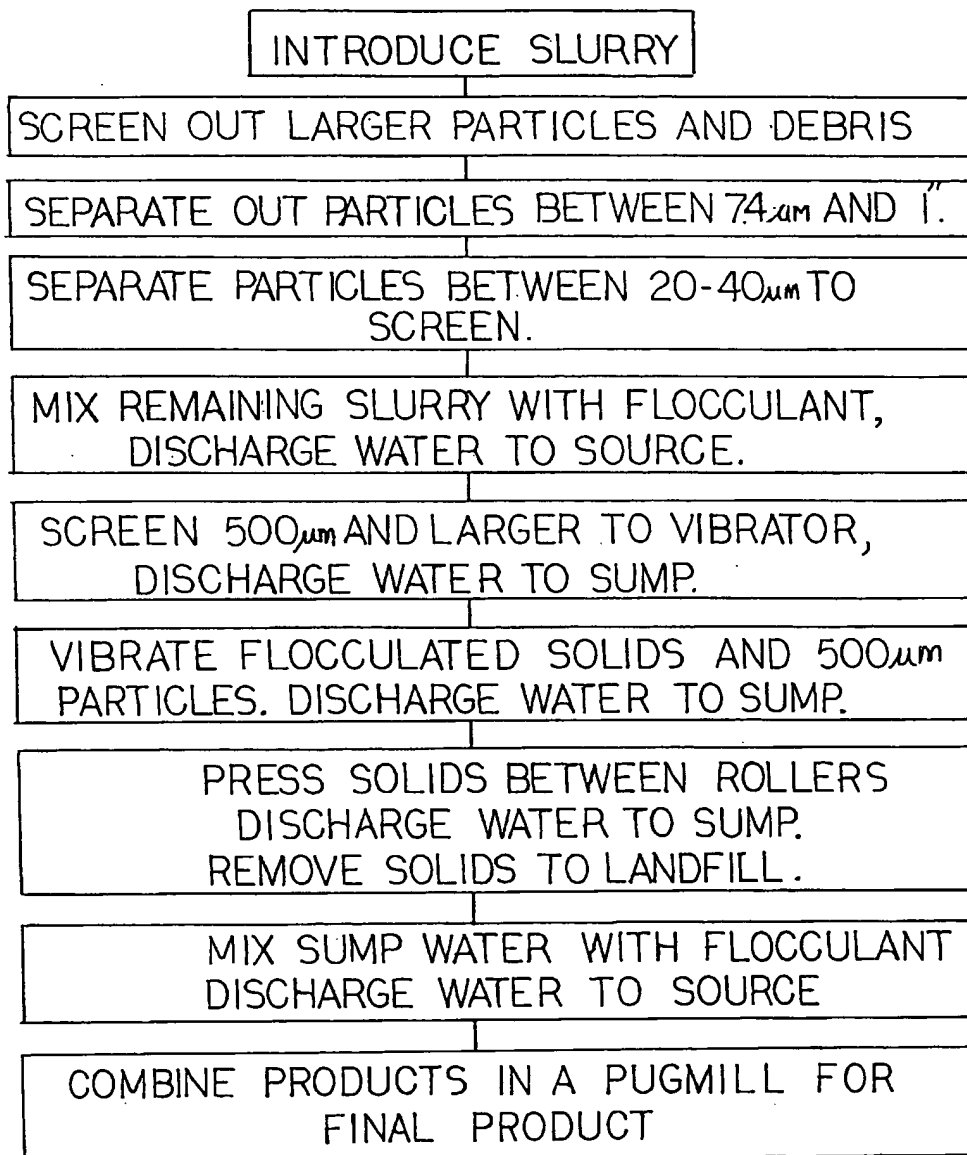 INTRODUCE SLURRY
SCREEN OUT LARGER PARTICLES AND DEBRIS
SEPARATE OUT PARTICLES BETWEEN 74µm AND 1".
SEPARATE PARTICLES BETWEEN 20-40µm TO
SCREEN.
MIX REMAINING SLURRY WITH FLOCCULANT,
DISCHARGE WATER TO SOURCE.
SCREEN 500µm AND LARGER TO VIBRATOR,
DISCHARGE WATER TO SUMP.
VIBRATE FLOCCULATED SOLIDS AND 500µm
PARTICLES. DISCHARGE WATER TO SUMP.
PRESS SOLIDS BETWEEN ROLLERS
DISCHARGE WATER TO SUMP.
REMOVE SOLIDS TO LANDFILL.
MIX SUMP WATER WITH FLOCCULANT
DISCHARGE WATER TO SOURCE
COMBINE PRODUCTS IN A PUGMILL FOR
FINAL PRODUCT